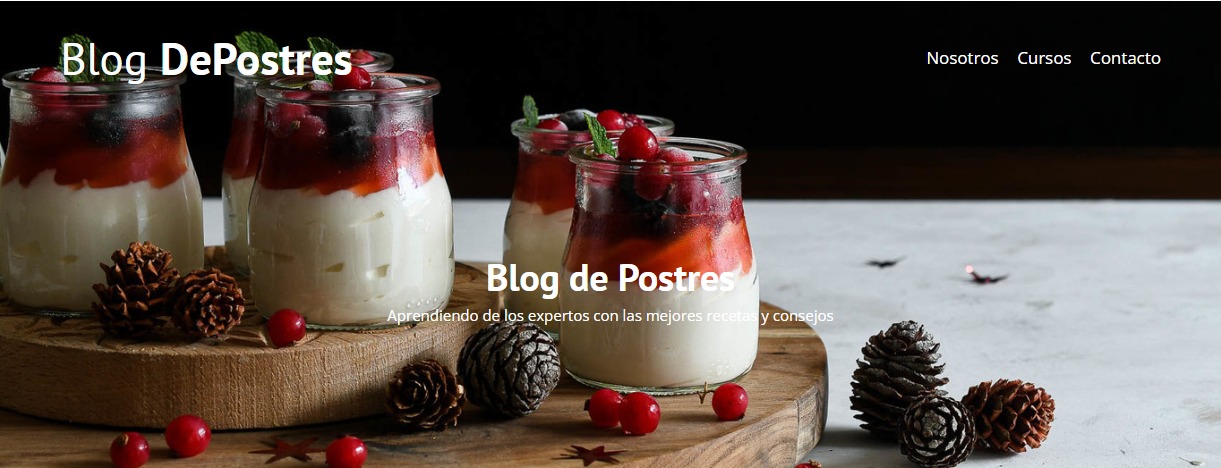 Blog DePostres
Nosotros Cursos Contacto
Blog de Postres
Aprendiendo de los expertos con las mejores recetas y consejos